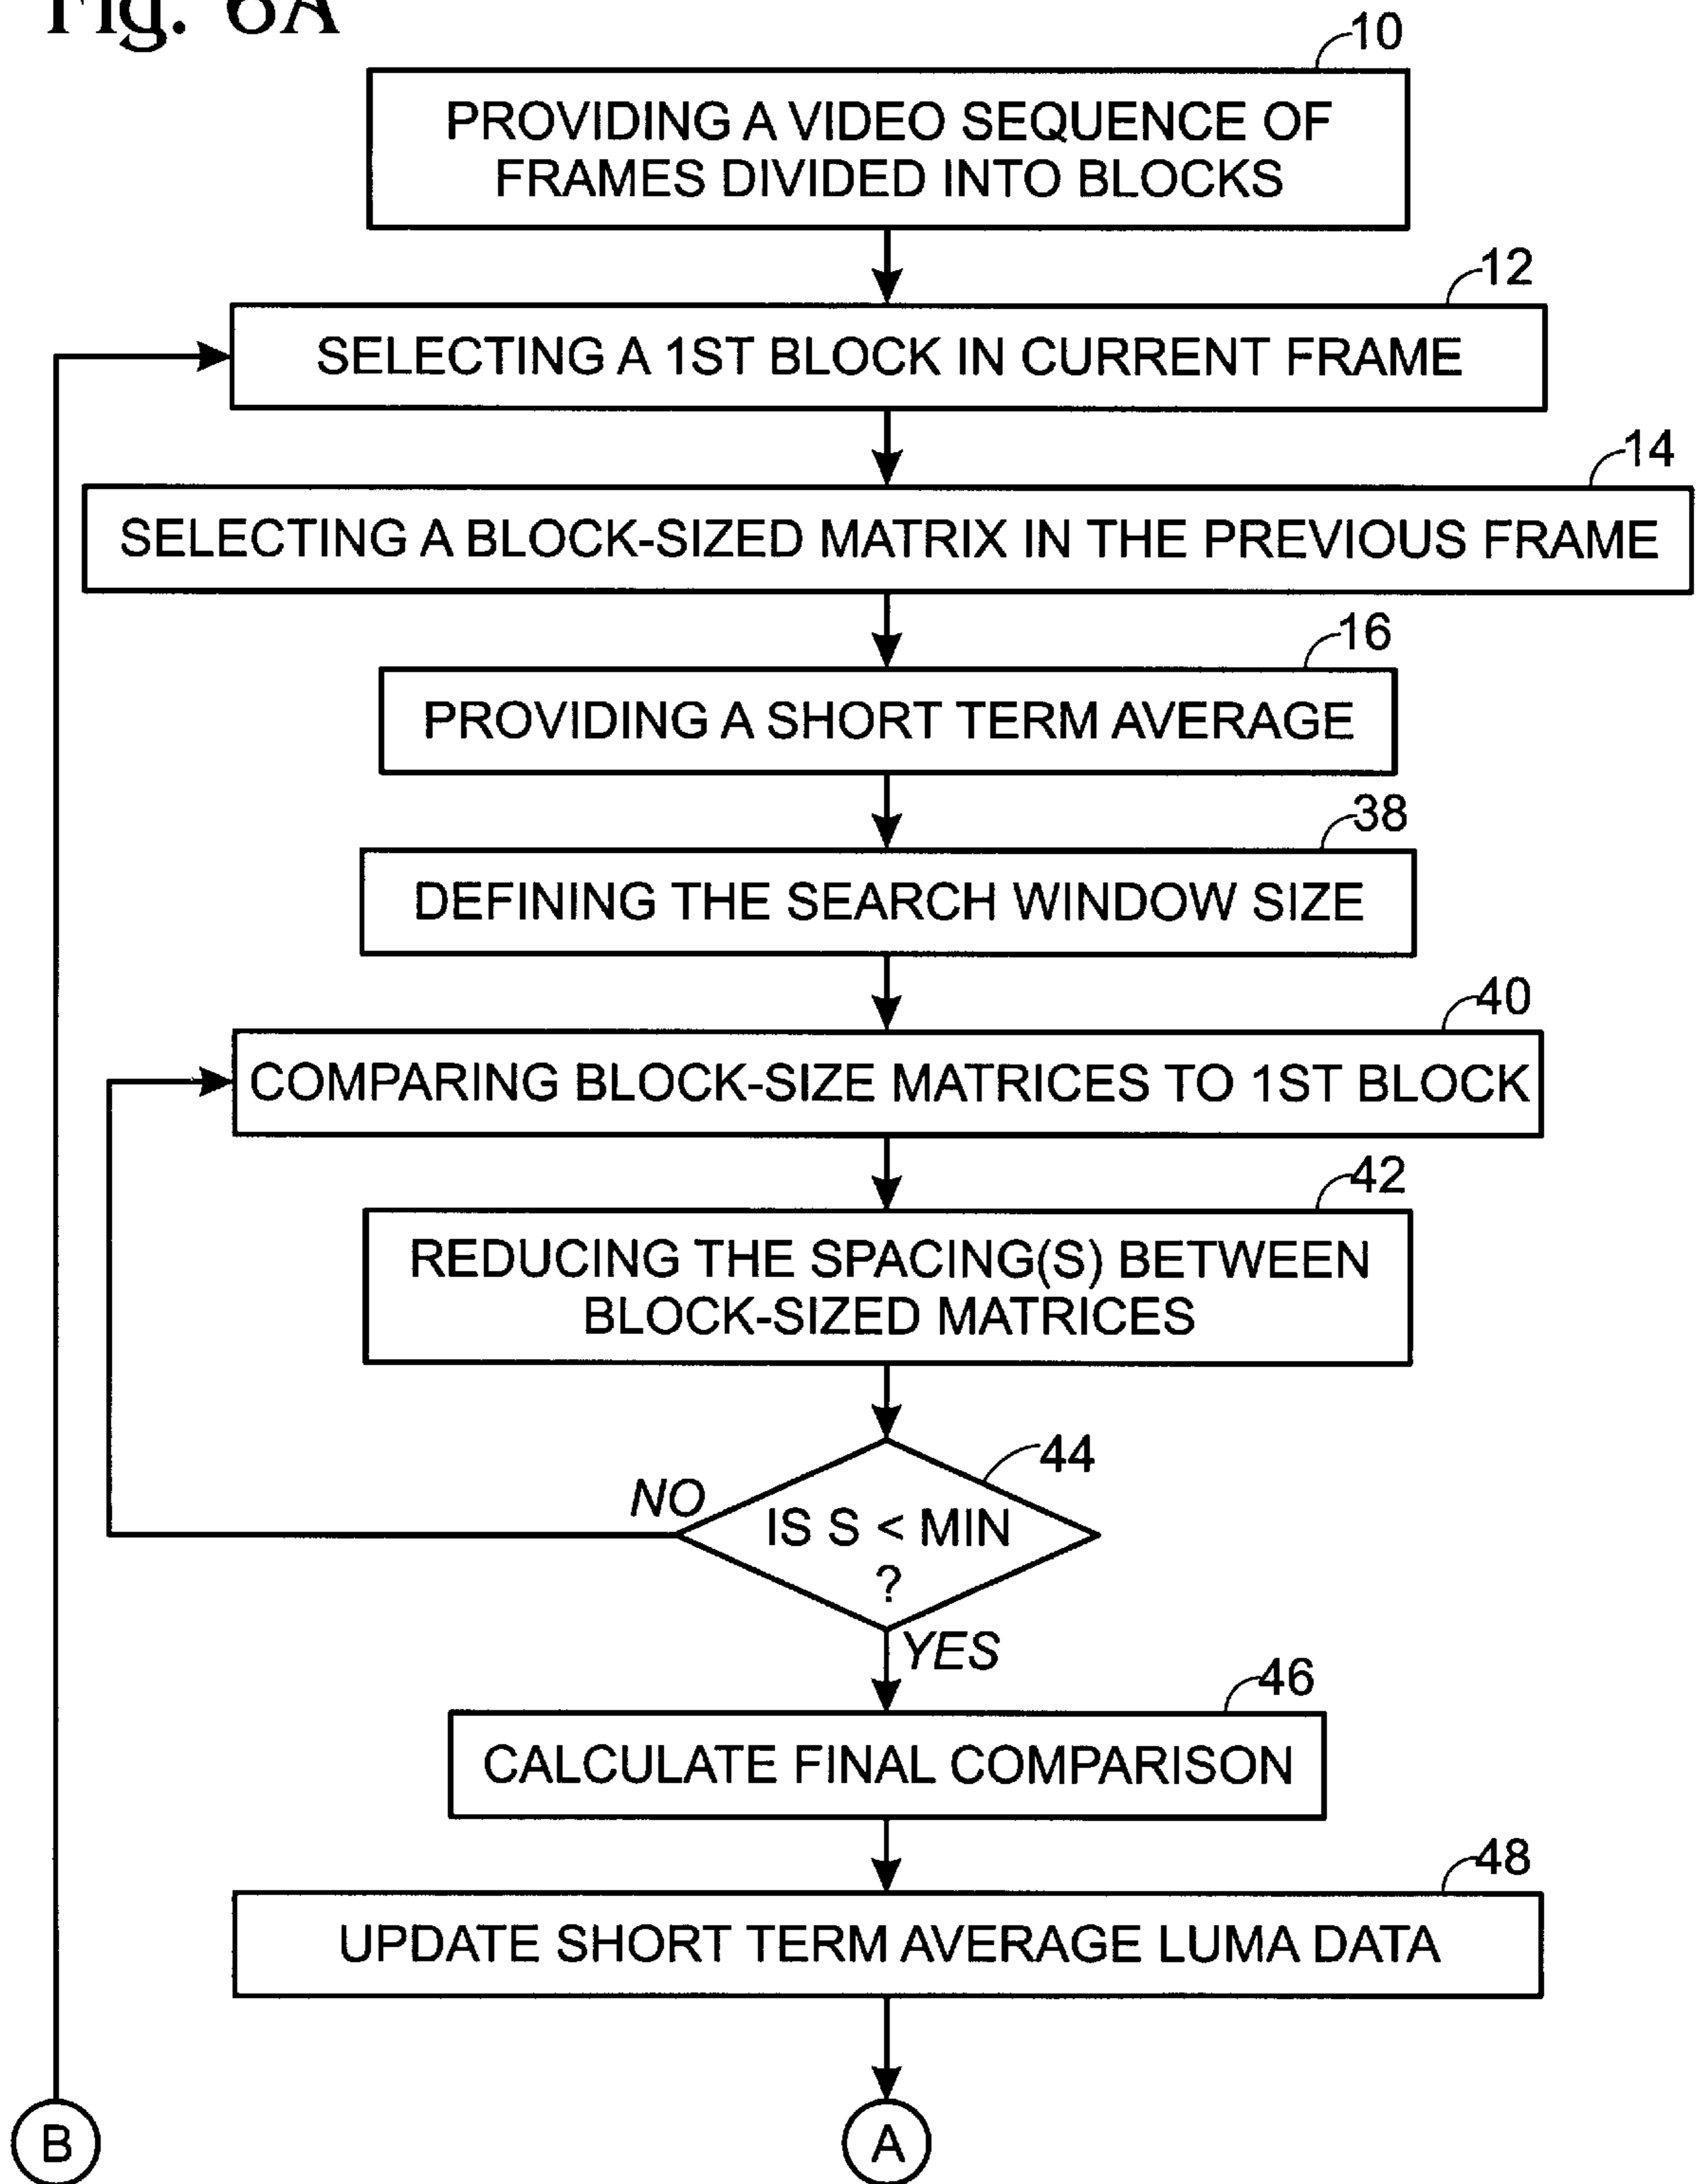 Fig. 6A
10
PROVIDING A VIDEO SEQUENCE OF
FRAMES DIVIDED INTO BLOCKS
12
SELECTING A 1ST BLOCK IN CURRENT FRAME
14
SELECTING A BLOCK-SIZED MATRIX IN THE PREVIOUS FRAME
16
PROVIDING A SHORT TERM AVERAGE
38
DEFINING THE SEARCH WINDOW SIZE
40
COMPARING BLOCK-SIZE MATRICES TO 1ST BLOCK
42
REDUCING THE SPACING(S) BETWEEN
BLOCK-SIZED MATRICES
44
NO
IS S < MIN
?
YES
46
CALCULATE FINAL COMPARISON
48
UPDATE SHORT TERM AVERAGE LUMA DATA
B
A